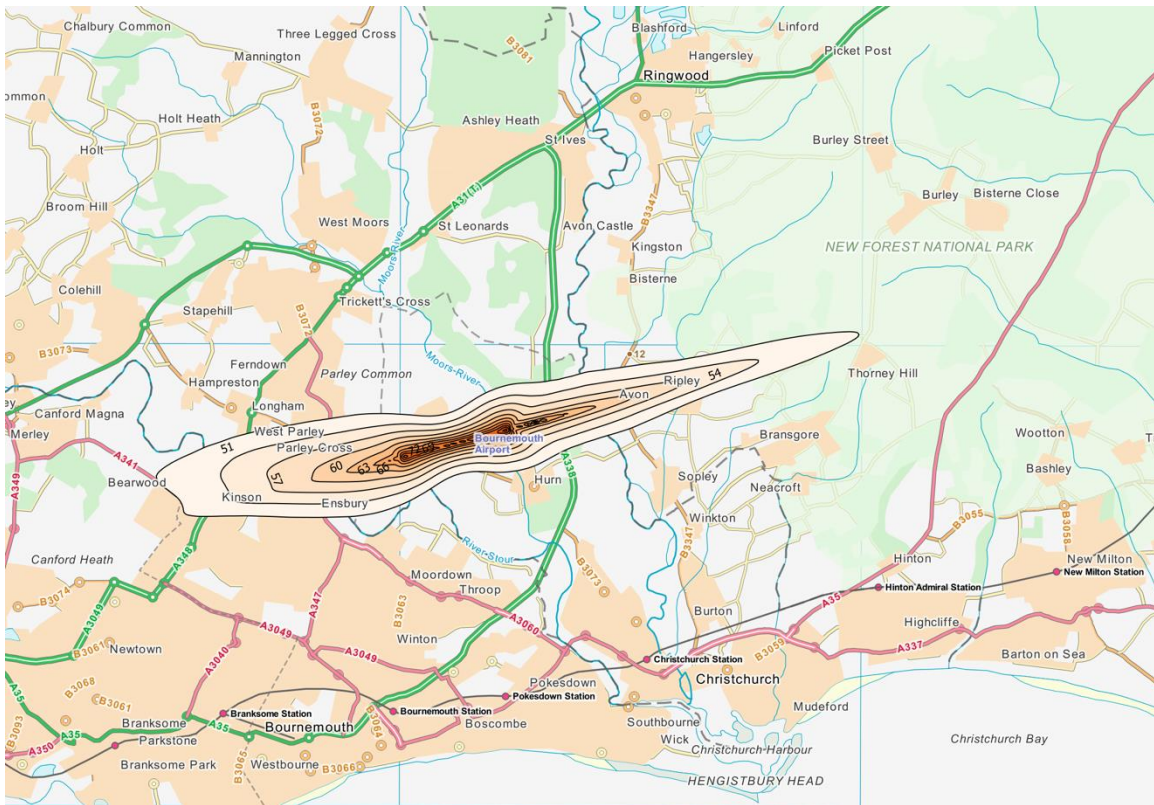 Chalbury Common
Three Legged Cross
Mannington
B3081
Blashford
Linford
Hangersley
Picket Post
Ringwood
ommon
Holt Heath
B3072
Ashley Heath
St Ives
Holt
Burley Street
A31(T)
B3347
Broom Hill
West Moors
St Leonards
Avon Castle
Burley
Bisterne Close
Moors-River
Kingston
NEW FOREST NATIONAL PARK
Bisterne
Colehill
Trickett's Cross
Stapehill
B3072
B3073
Ferndown
Parley Common
Moors-River
12
Hampreston
Ripley
54
Thorney Hill
Avon
Canford Magna
Longham
West Parley
Merley
51
Parley Cross
Bournemouth
Airport
Bransgore
Wootton
A341
60
63
66
A338
Bashley
A349
Bearwood
57
Hurn
Sopley
Neacroft
Kinson
Ensbury
Winkton
B3055
B3058
Canford Heath
A348
River-Stour
B3347
Hinton
New Milton
New Milton Station
Moordown
Throop
B3073
Hinton Admiral Station
B3074
A3049
A347
B3063
Burton
A35
Highcliffe
A3049
A3060
Winton
B3059
A337
B3061
Newtown
A3040
A3049
Christchurch Station
Barton on Sea
B3068
Pokesdown
Christchurch
A35
B3061
Pokesdown Station
Mudeford
B3093
Branksome
Branksome Station
Bournemouth Station
Boscombe
Southbourne
A35
A35
Bournemouth
B3064
Wick
Christchurch Bay
A350
Parkstone
Christchurch-Harbour
Branksome Park
B3065
Westbourne
B3066
HENGISTBURY HEAD